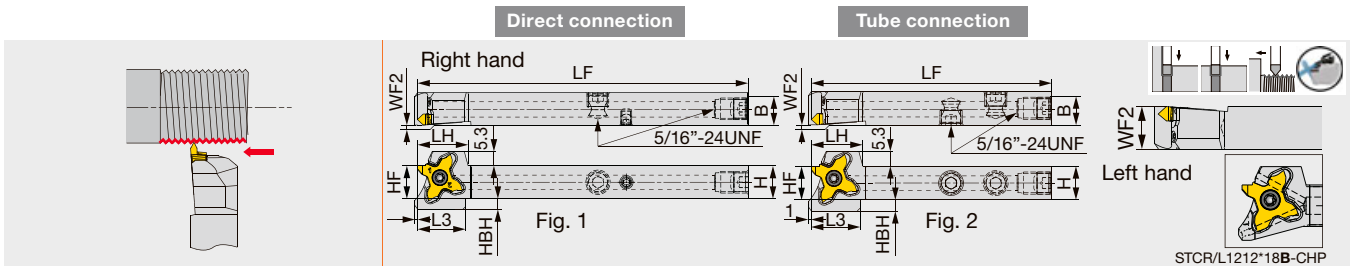 Direct connection
Tube connection
Right hand
LF
WF2
B
LH
5.3
5/16”-24UNF
HF
H
L3
HBH
Fig. 1
LF
WF2
B
LH
5.3
5/16”-24UNF
HF
H
1
L3
HBH
Fig. 2
WF2
Left hand
STCR/L1212*18B-CHP